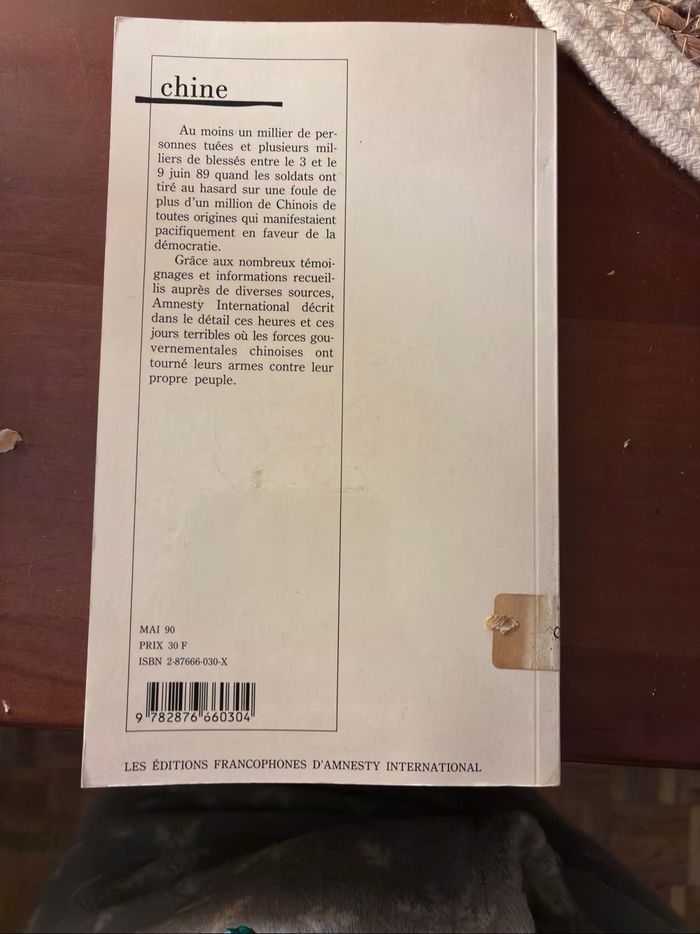 chine
Au moins un millier de per-
sonnes tuées et plusieurs mil-
liers de blessés entre le 3 et le
9 juin 89 quand les soldats ont
tiré au hasard sur une foule de
plus d'un million de Chinois de
toutes origines qui manifestaient
pacifiquement en faveur de la
démocratie.
Grâce aux nombreux témoi-
gnages et informations recueil-
lis auprès de diverses sources,
Amnesty International décrit
dans le détail ces heures et ces
jours terribles où les forces gou-
vernementales chinoises ont
tourné leurs armes contre leur
propre peuple.
MAI 90
PRIX 30 F
ISBN 2-87666-030-X
9 782876 660304
LES ÉDITIONS FRANCOPHONES D'AMNESTY INTERNATIONAL